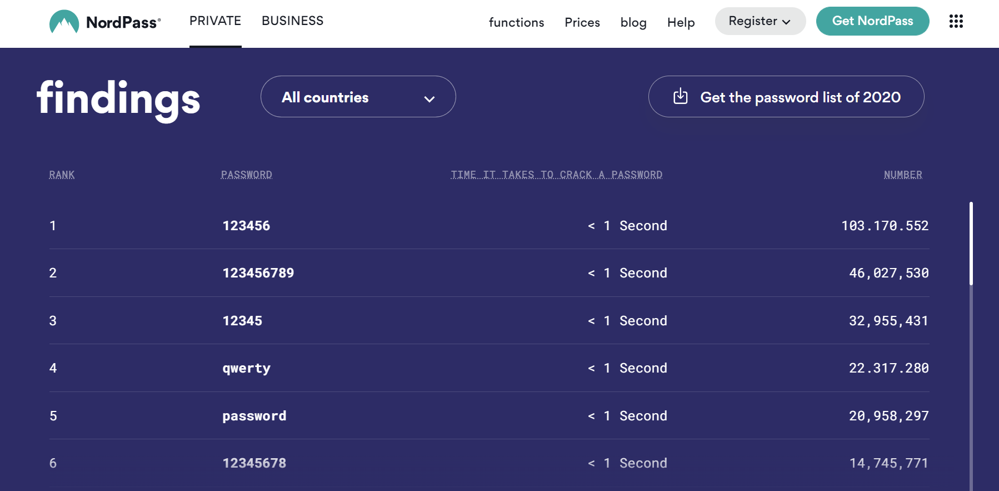 NordPass® PRIVATE BUSINESS functions Prices blog Help Register Get NordPass
findings All countries Get the password list of 2020
RANK PASSWORD TIME IT TAKES TO CRACK A PASSWORD NUMBER
1 123456 < 1 Second 103.170.552
2 123456789 < 1 Second 46,027,530
3 12345 < 1 Second 32,955,431
4 qwerty < 1 Second 22.317.280
5 password < 1 Second 20,958,297
6 12345678 < 1 Second 14,745,771